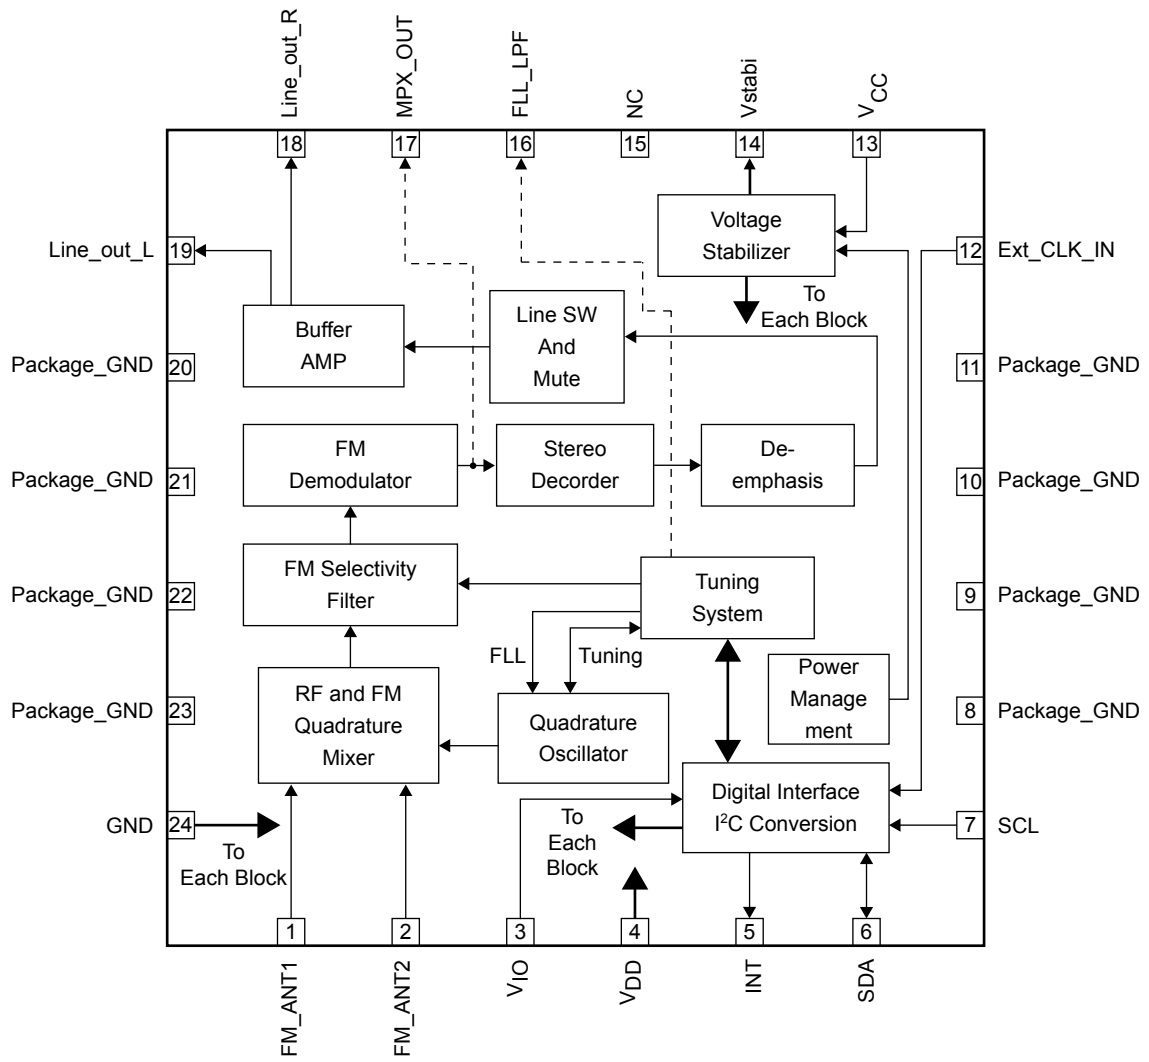 Line_out_R
MPX_OUT
FLL_LPF
NC
Vstabi
VCC
18
17
16
15
14
13
Line_out_L
19
Voltage
Stabilizer
12
Ext_CLK_IN
To
Each Block
Buffer
AMP
Line SW
And
Mute
Package_GND
20
11
Package_GND
FM
Demodulator
Stereo
Decorder
De-
emphasis
Package_GND
21
10
Package_GND
FM Selectivity
Filter
Tuning
System
Package_GND
22
9
Package_GND
FLL
Tuning
RF and FM
Quadrature
Mixer
Quadrature
Oscillator
Power
Manage
ment
Package_GND
23
8
Package_GND
Digital Interface
I²C Conversion
GND
24
To
Each Block
To
Each
Block
7
SCL
1
2
3
4
5
6
FM_ANT1
FM_ANT2
VIO
VDD
INT
SDA